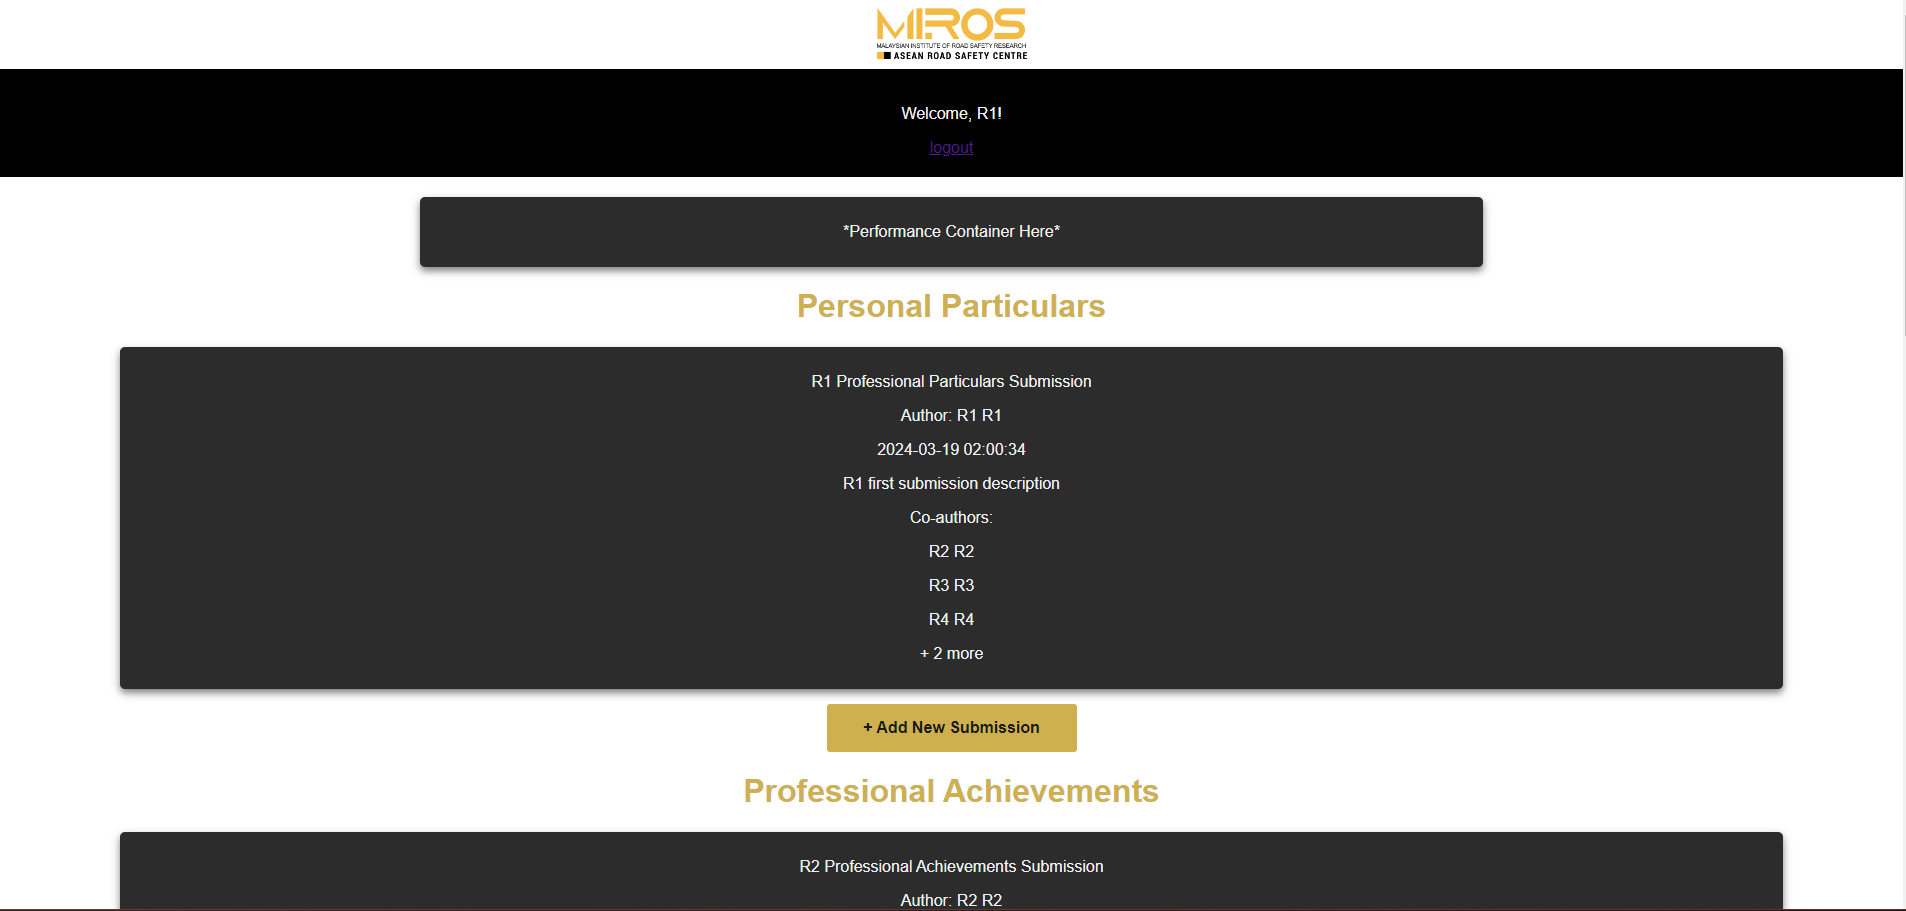 MIROS
MALAYSIAN INSTITUTE OF ROAD SAFETY RESEARCH
ASEAN ROAD SAFETY CENTRE
Welcome, R1!
logout
*Performance Container Here*
Personal Particulars
R1 Professional Particulars Submission
Author: R1 R1
2024-03-19 02:00:34
R1 first submission description
Co-authors:
R2 R2
R3 R3
R4 R4
+ 2 more
+ Add New Submission
Professional Achievements
R2 Professional Achievements Submission
Author: R2 R2